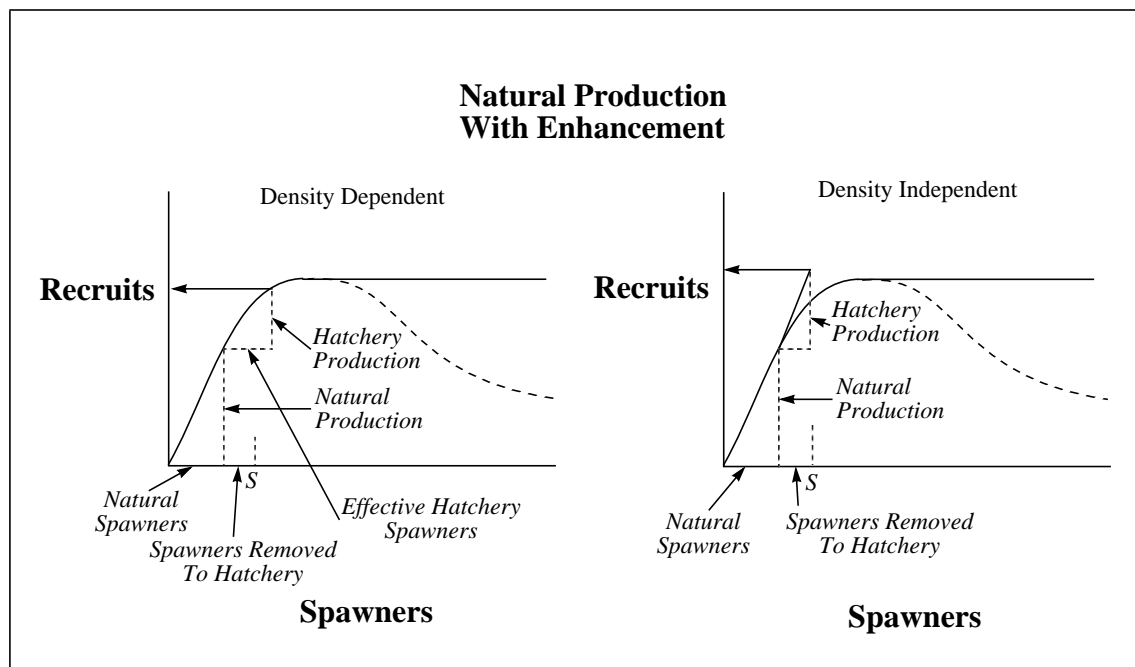 Natural Production
With Enhancement
Density Dependent
Recruits
Hatchery
Production
Natural
Production
S
Natural
Spawners
Effective Hatchery
Spawners
Spawners Removed
To Hatchery
Spawners
Density Independent
Recruits
Hatchery
Production
Natural
Production
S
Natural
Spawners
Spawners Removed
To Hatchery
Spawners